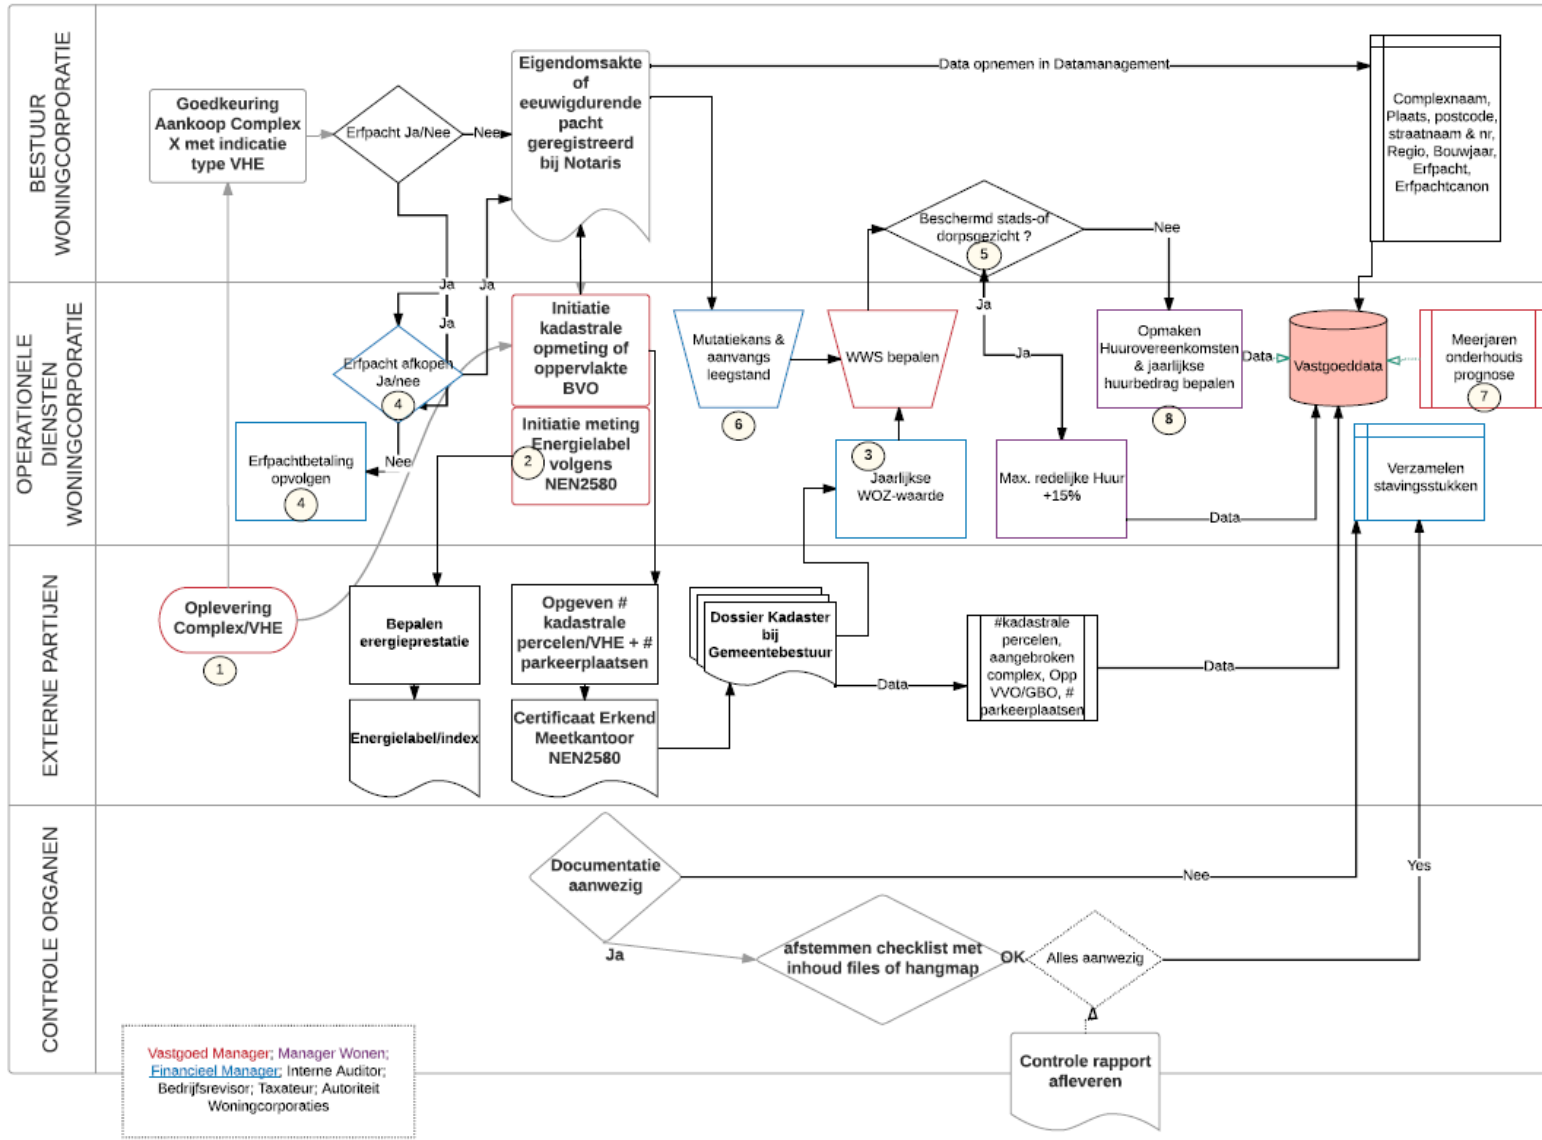 BESTUUR
WONINGCORPORATIE
Goedkeuring
Aankoop Complex
X met indicatie
type VHE
Erfpacht Ja/Nee
Nee
Eigendomsakte
of
eeuwigdurende
pacht
geregistreerd
bij Notaris
Data opnemen in Datamanagement
Complexnaam,
Plaats, postcode,
straatnaam & nr,
Regio, Bouwjaar,
Erfpacht,
Erfpachtcanon
Beschermd stads-of
dorpsgezicht ?
5
Nee
OPERATIONELE
DIENSTEN
WONINGCORPORATIE
Ja
Ja
Ja
Erfpacht afkopen
Ja/nee
4
Nee
Erfpachtbetaling
opvolgen
4
Initiatie
kadastrale
opmeting of
oppervlakte
BVO
Initiatie meting
Energielabel
volgens
NEN2580
2
Mutatiekans &
aanvangs
leegstand
6
WWS bepalen
3
Jaarlijkse
WOZ-waarde
Ja
Ja
Max. redelijke Huur
+15%
Data
Opmaken
Huurovereenkomsten
& jaarlijkse
huurbedrag bepalen
8
Data
Vastgoeddata
Meerjaren
onderhouds
prognose
7
Verzamelen
stavingsstukken
EXTERNE PARTIJEN
Oplevering
Complex/VHE
1
Bepalen
erergieprestatie
Energielabel/index
Opgeven #
kadastrale
percelen/VHE + #
parkeerplaatsen
Certificaat Erkend
Meetkantoor
NEN2580
Dossier Kadaster
bij
Gemeentebestuur
Data
#kadastrale
percelen,
aangebroken
complex, Opp
VVO/GBO, #
parkeerplaatsen
Data
CONTROLE ORGANEN
Documentatie
aanwezig
Nee
Ja
afstemmen checklist met
inhoud files of hangmap
OK
Alles aanwezig
Yes
Controle rapport
afleveren
Vastgoed Manager; Manager Wonen;
Financieel Manager; Interne Auditor;
Bedrijfsrevisor; Taxateur; Autoriteit
Woningcorporaties